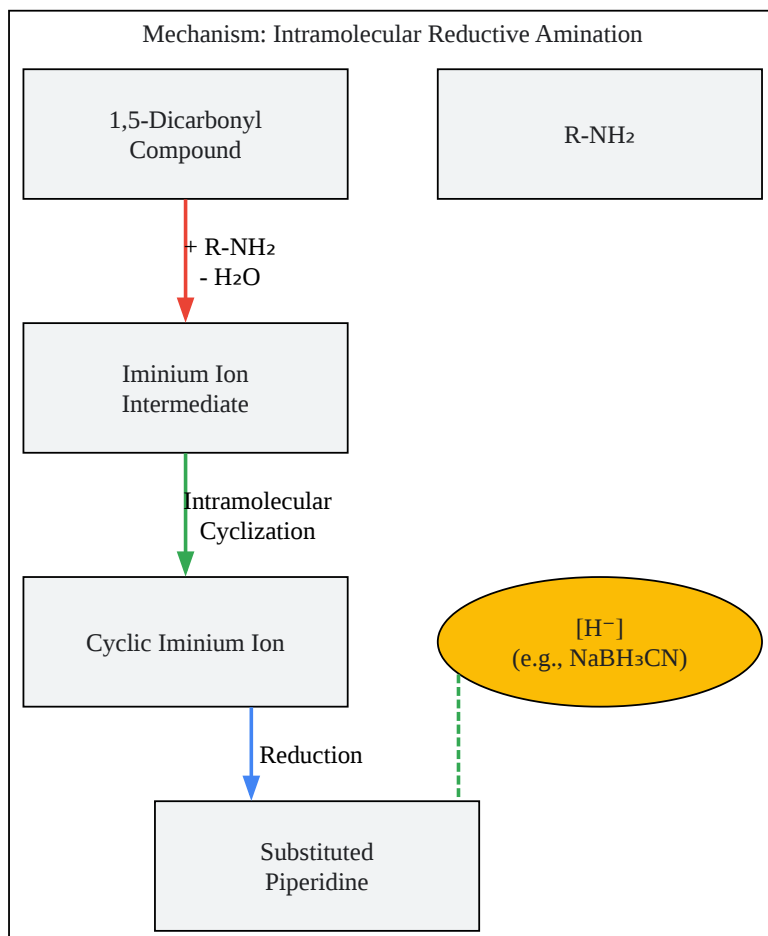 Mechanism: Intramolecular Reductive Amination
1,5-Dicarbonyl
Compound
R-NH₂
+ R-NH₂
- H₂O
Iminium Ion
Intermediate
Intramolecular
Cyclization
Cyclic Iminium Ion
[H⁻]
(e.g., NaBH₃CN)
Reduction
Substituted
Piperidine